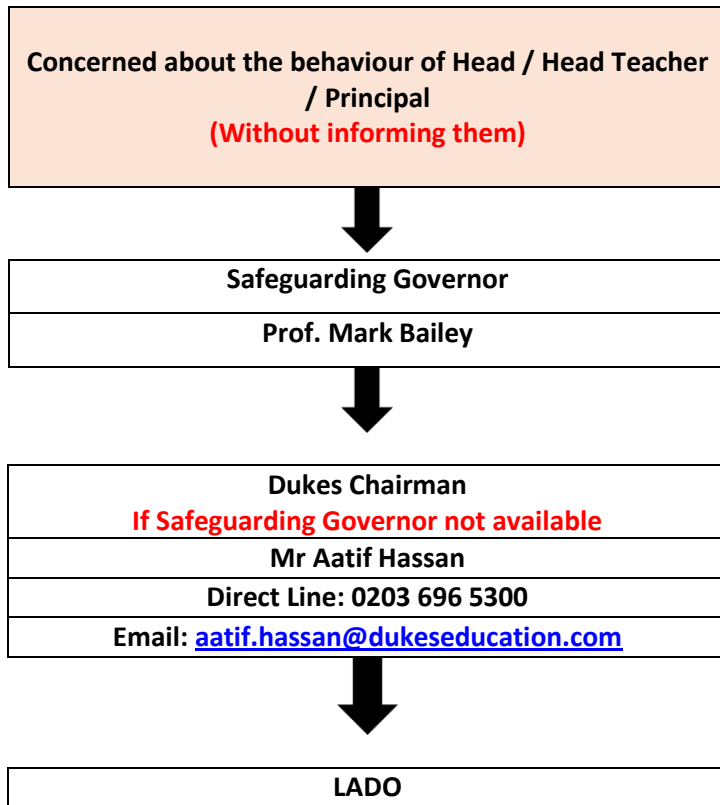 Concerned about the behaviour of Head / Head Teacher
/ Principal
(Without informing them)
Safeguarding Governor
Prof. Mark Bailey
Dukes Chairman
If Safeguarding Governor not available
Mr Aatif Hassan
Direct Line: 0203 696 5300
Email: aatif.hassan@dukeseducation.com
LADO